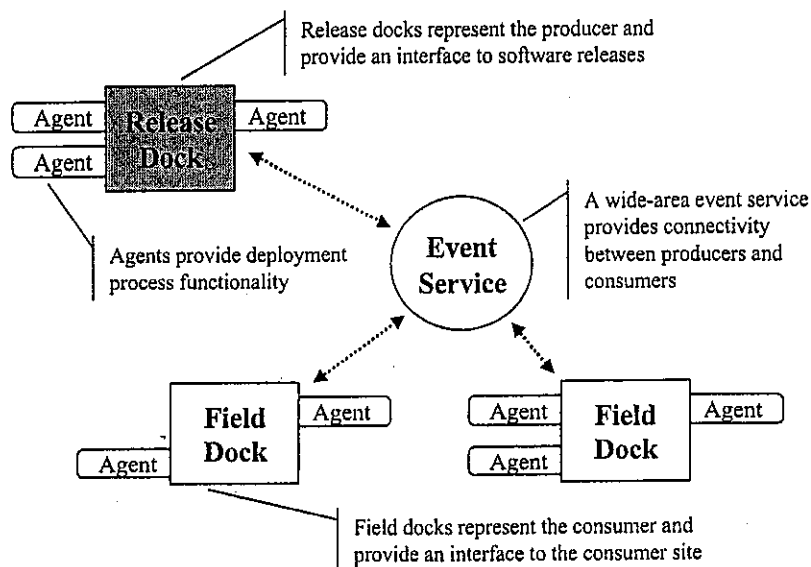 Release docks represent the producer and
provide an interface to software releases
Agent
Release
Dock
Agent
Agent
Agents provide deployment
process functionality
Event
Service
A wide-area event service
provides connectivity
between producers and
consumers
Field
Dock
Agent
Agent
Agent
Field
Dock
Agent
Agent
Field docks represent the consumer and
provide an interface to the consumer site